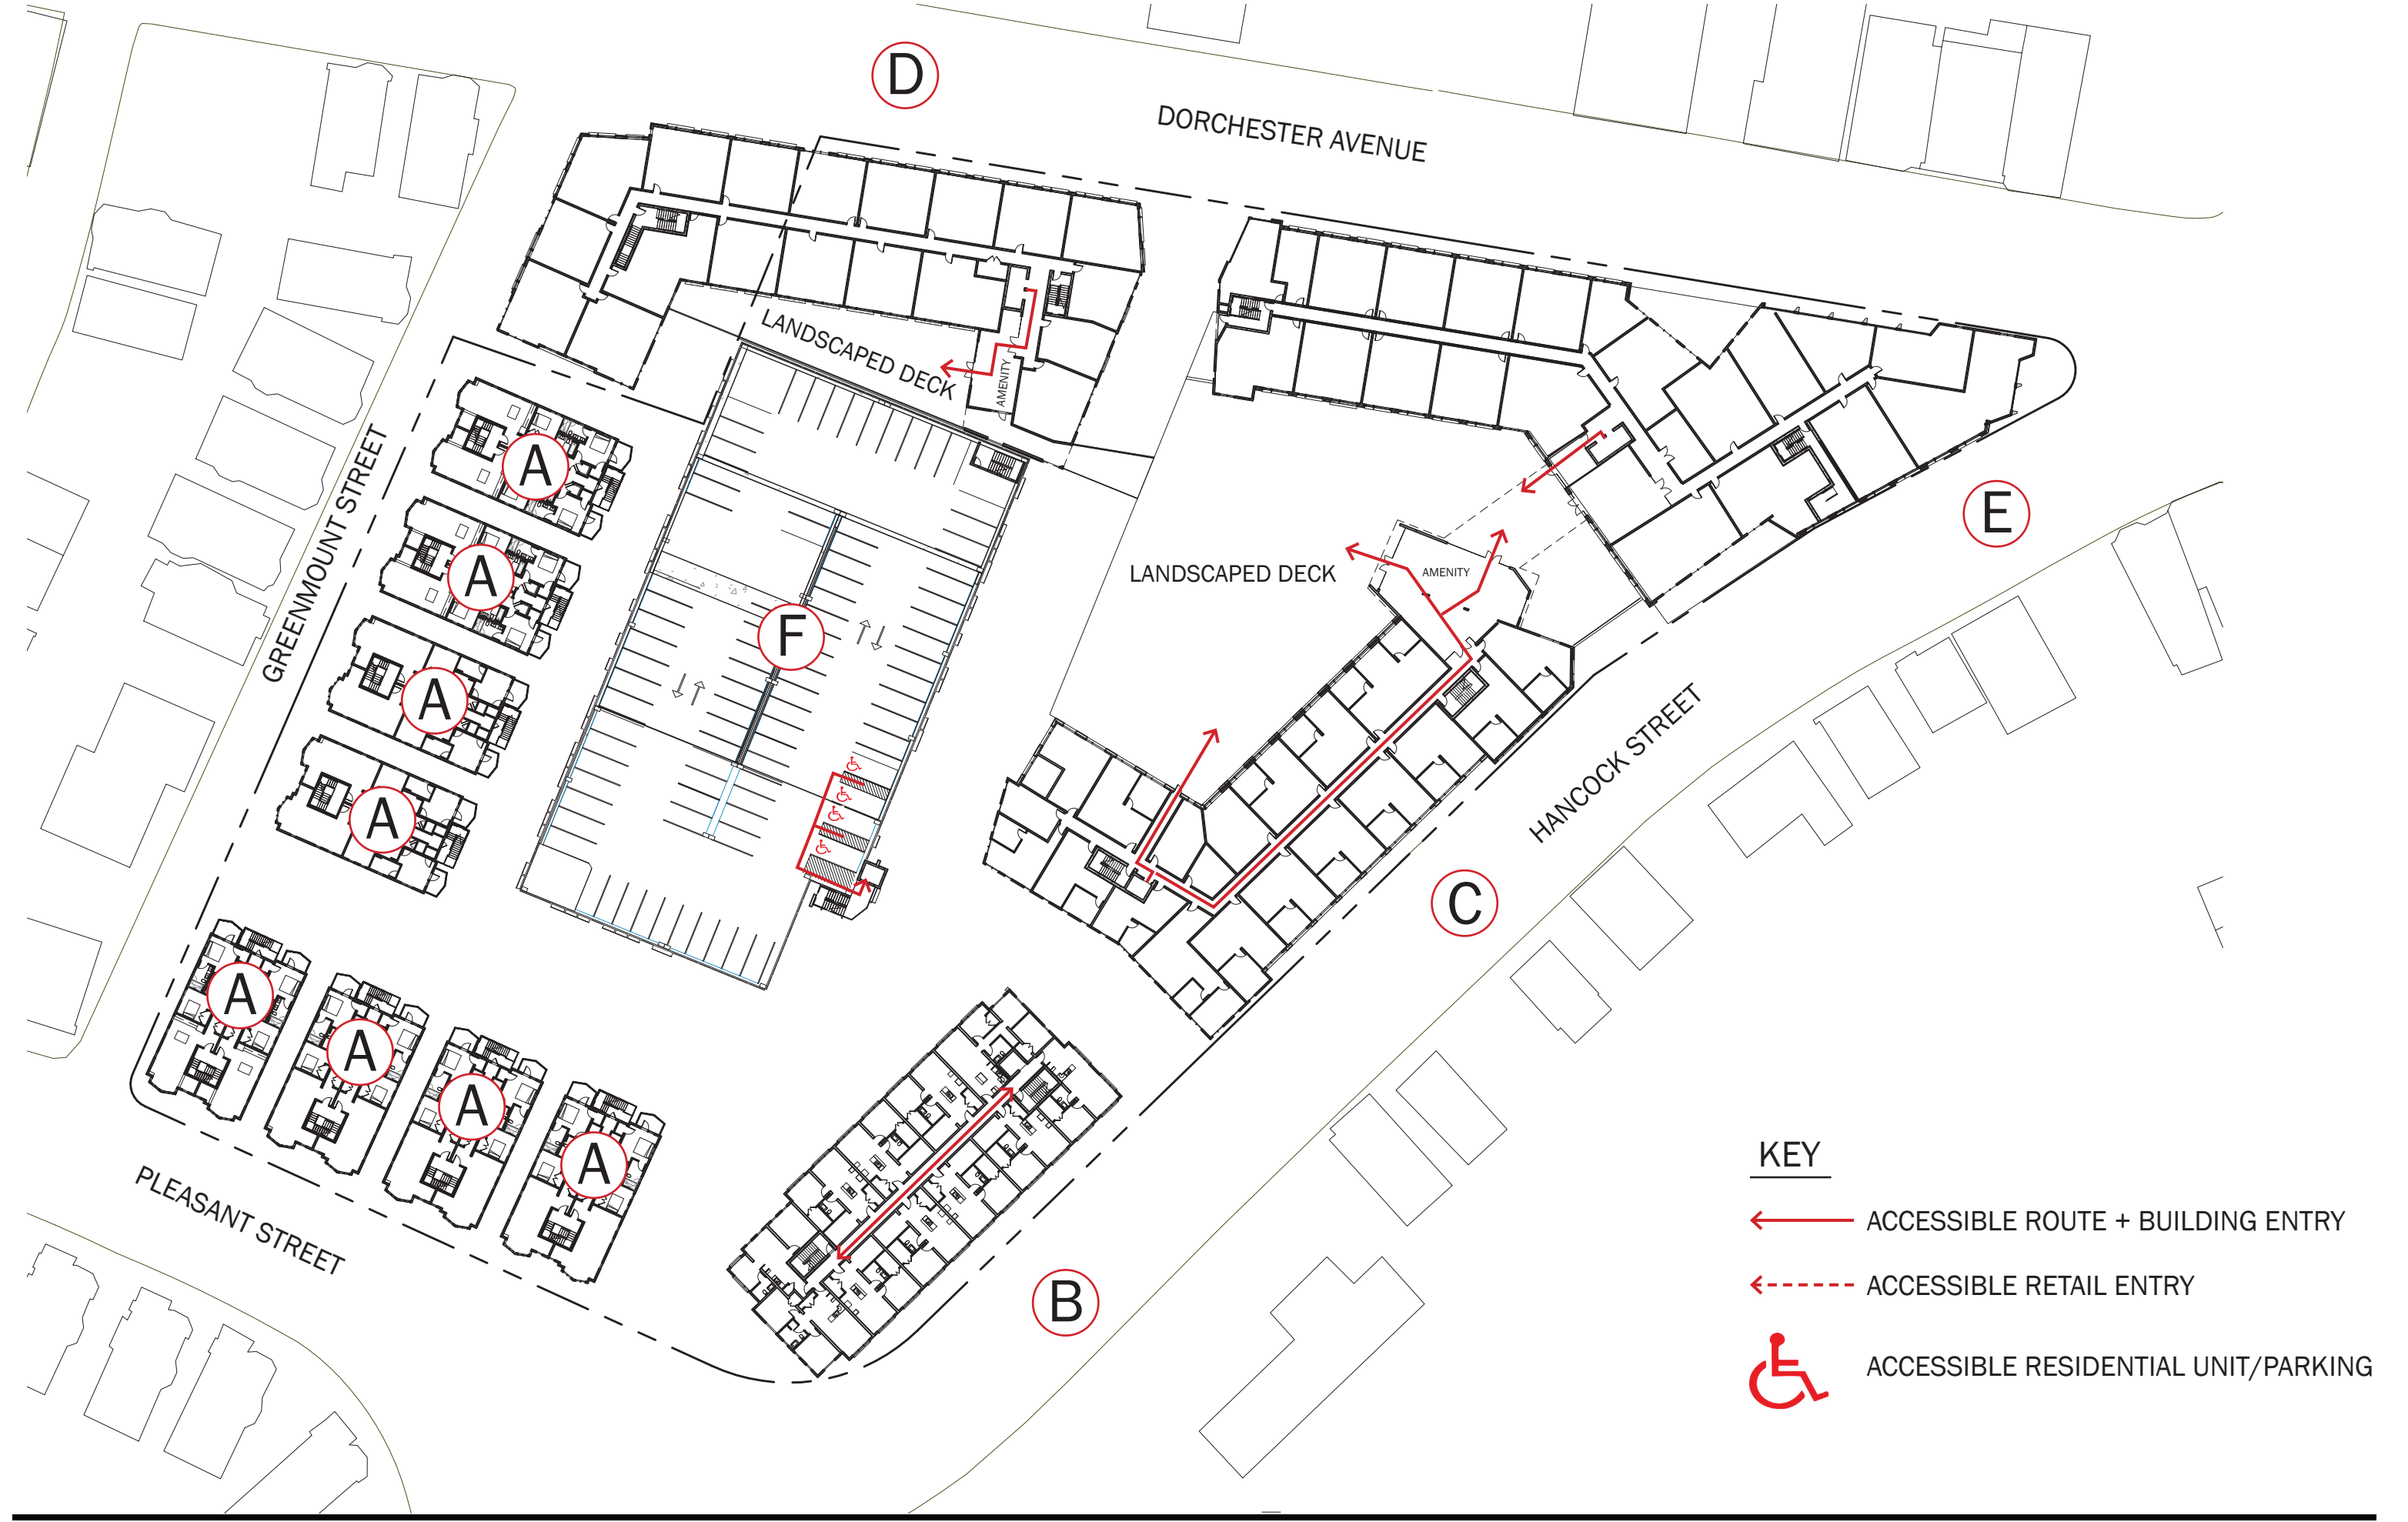 D
DORCHESTER AVENUE
LANDSCAPED DECK
AMENITY
GREENMOUNT STREET
A
A
A
A
F
E
LANDSCAPED DECK
AMENITY
HANCOCK STREET
C
A
A
A
A
PLEASANT STREET
B
KEY
ACCESSIBLE ROUTE + BUILDING ENTRY
ACCESSIBLE RETAIL ENTRY
ACCESSIBLE RESIDENTIAL UNIT/PARKING